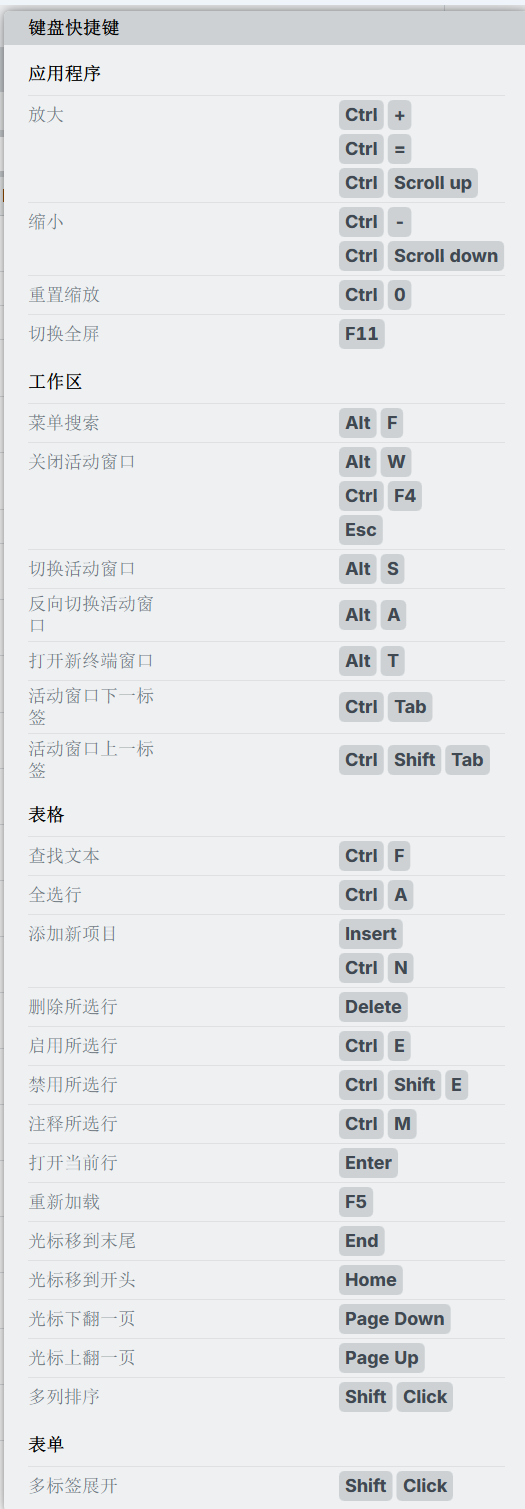 键盘快捷键
应用程序
放大 Ctrl +
Ctrl =
Ctrl Scroll up
缩小 Ctrl -
Ctrl Scroll down
重置缩放 Ctrl 0
切换全屏 F11
工作区
菜单搜索 Alt F
关闭活动窗口 Alt W
Ctrl F4
Esc
切换活动窗口 Alt S
反向切换活动窗
口 Alt A
打开新终端窗口 Alt T
活动窗口下一标
签 Ctrl Tab
活动窗口上一标
签 Ctrl Shift Tab
表格
查找文本 Ctrl F
全选行 Ctrl A
添加新项目 Insert
Ctrl N
删除所选行 Delete
启用所选行 Ctrl E
禁用所选行 Ctrl Shift E
注释所选行 Ctrl M
打开当前行 Enter
重新加载 F5
光标移到末尾 End
光标移到开头 Home
光标下翻一页 Page Down
光标上翻一页 Page Up
多列排序 Shift Click
表单
多标签展开 Shift Click